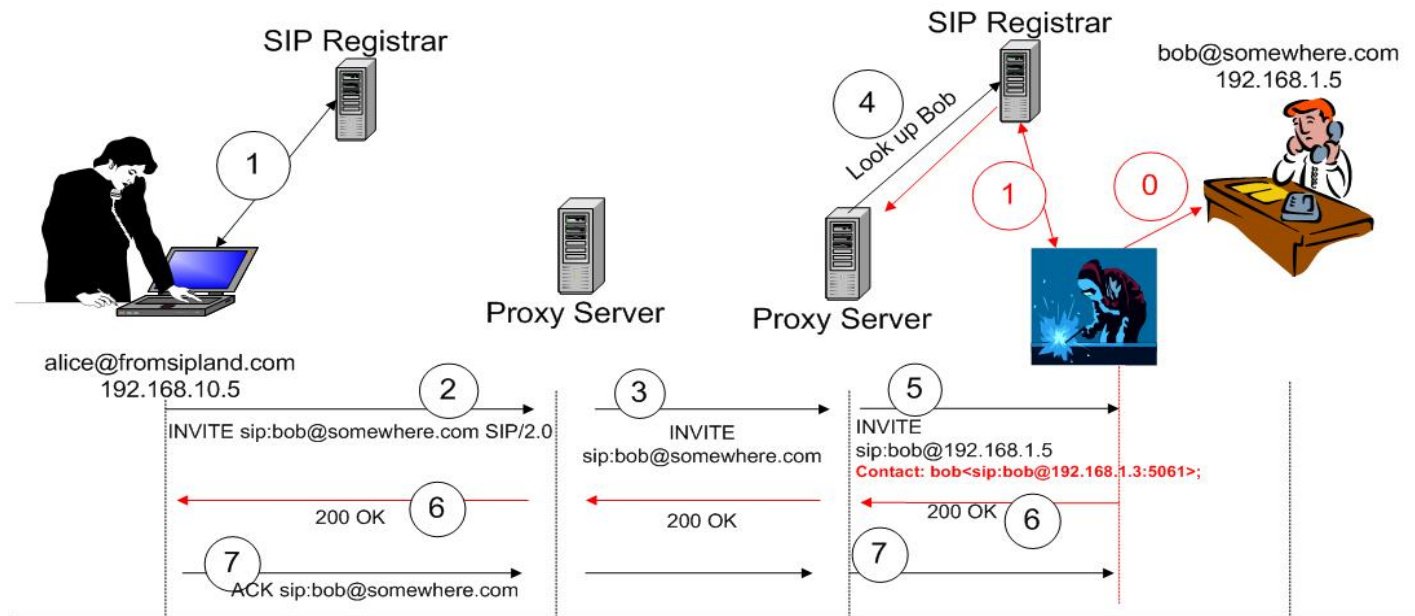 SIP Registrar
SIP Registrar
bob@somewhere.com
192.168.1.5
1
4
Look up Bob
1
0
Proxy Server
Proxy Server
alice@fromsipland.com
192.168.10.5
2
3
5
INVITE sip:bob@somewhere.com SIP/2.0
INVITE
sip:bob@somewhere.com
INVITE
sip:bob@192.168.1.5
Contact: bob<sip:bob@192.168.1.3:5061>;
200 OK
6
200 OK
200 OK
6
7
ACK sip:bob@somewhere.com
7